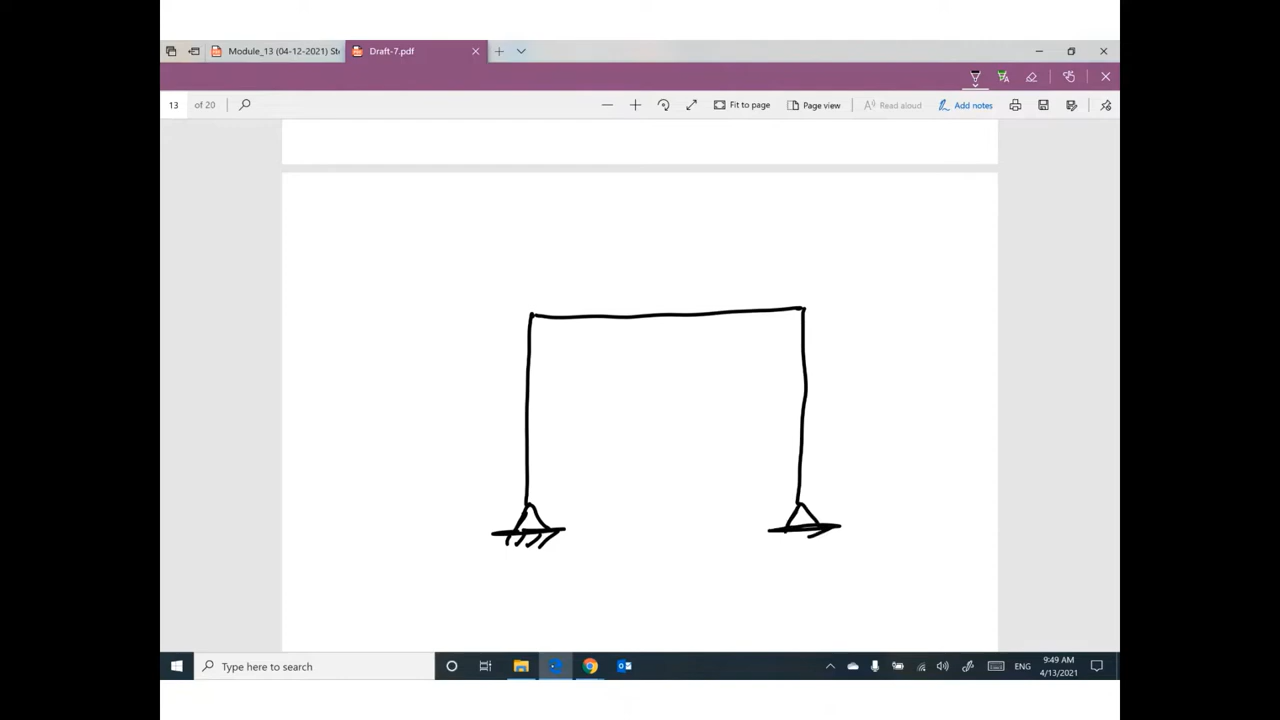 Module_13 (04-12-2021) St
Draft-7.pdf
13 of 20
Fit to page
Page view
Read aloud
Add notes
Type here to search
ENG
9:49 AM
4/13/2021